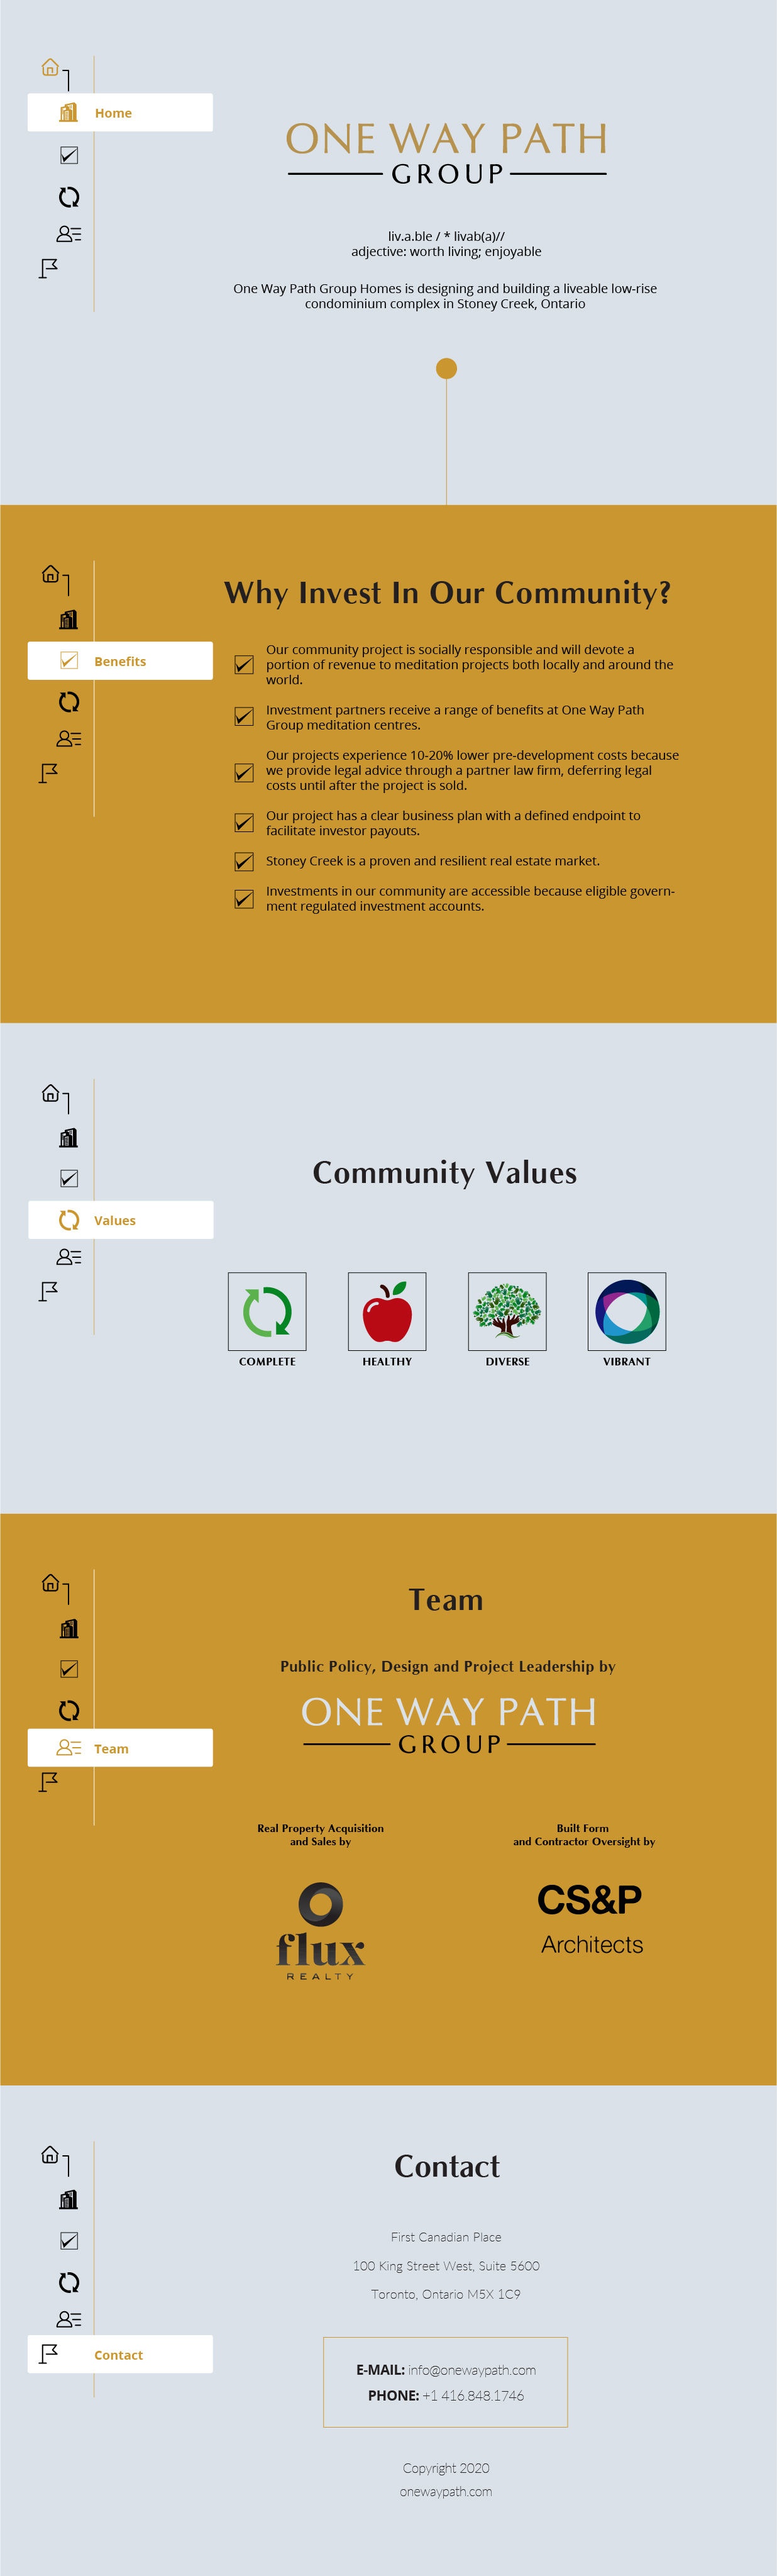 Home
ONE WAY PATH
GROUP
liv.a.ble / * livab(a)//
adjective: worth living; enjoyable
One Way Path Group Homes is designing and building a liveable low-rise
condominium complex in Stoney Creek, Ontario
Why Invest In Our Community?
Benefits
Our community project is socially responsible and will devote a
portion of revenue to meditation projects both locally and around the
world.
Investment partners receive a range of benefits at One Way Path
Group meditation centres.
Our projects experience 10-20% lower pre-development costs because
we provide legal advice through a partner law firm, deferring legal
costs until after the project is sold.
Our project has a clear business plan with a defined endpoint to
facilitate investor payouts.
Stoney Creek is a proven and resilient real estate market.
Investments in our community are accessible because eligible govern-
ment regulated investment accounts.
Community Values
Values
COMPLETE
HEALTHY
DIVERSE
VIBRANT
Team
Public Policy, Design and Project Leadership by
ONE WAY PATH
GROUP
Team
Real Property Acquisition
and Sales by
flux
REALTY
Built Form
and Contractor Oversight by
CS&P
Architects
Contact
First Canadian Place
100 King Street West, Suite 5600
Toronto, Ontario M5X 1C9
Contact
E-MAIL: info@onewaypath.com
PHONE: +1 416.848.1746
Copyright 2020
onewaypath.com